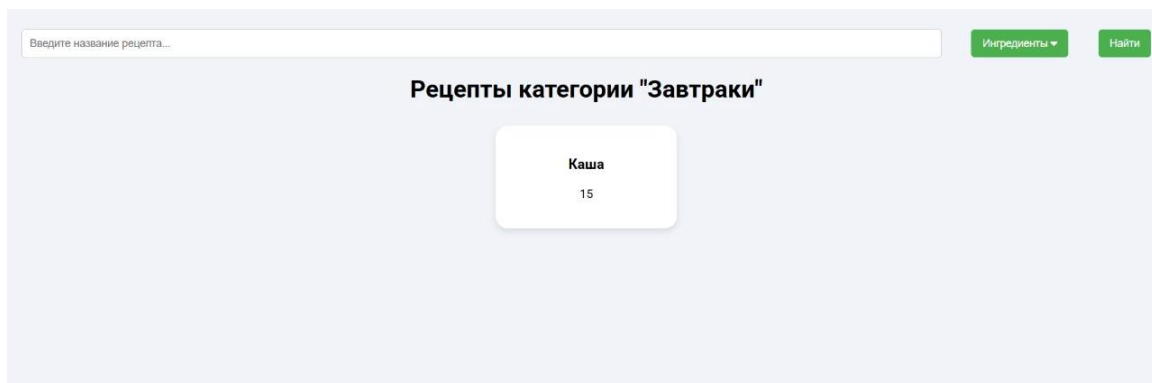 Введите название рецепта...
Ингредиенты
Найти
Рецепты категории "Завтраки"
Каша
15